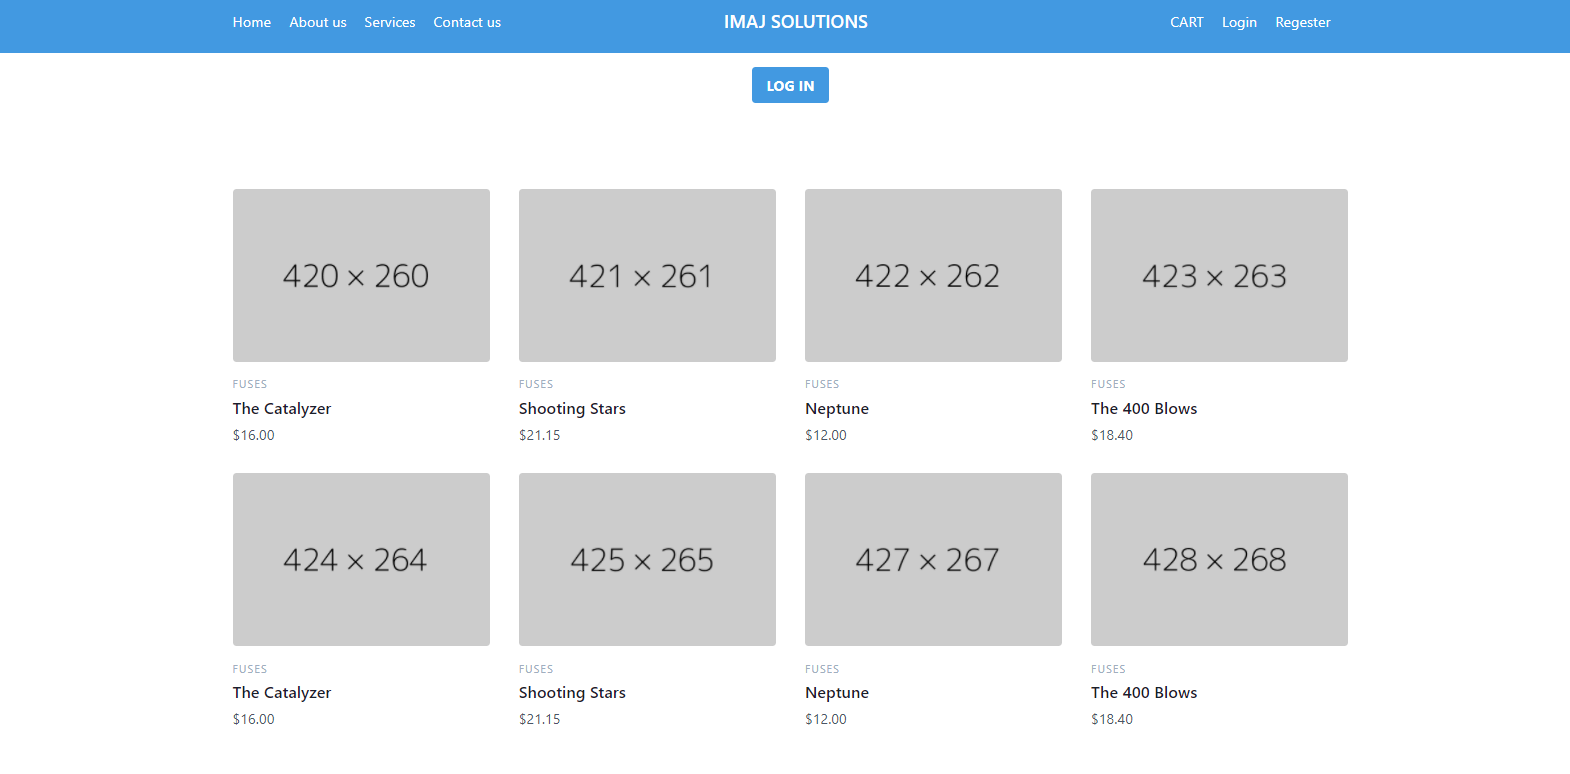 Home About us Services Contact us IMAJ SOLUTIONS CART Login Regester
LOG IN
420 × 260 421 × 261 422 × 262 423 × 263
FUSES FUSES FUSES FUSES
The Catalyzer Shooting Stars Neptune The 400 Blows
$16.00 $21.15 $12.00 $18.40
424 × 264 425 × 265 427 × 267 428 × 268
FUSES FUSES FUSES FUSES
The Catalyzer Shooting Stars Neptune The 400 Blows
$16.00 $21.15 $12.00 $18.40